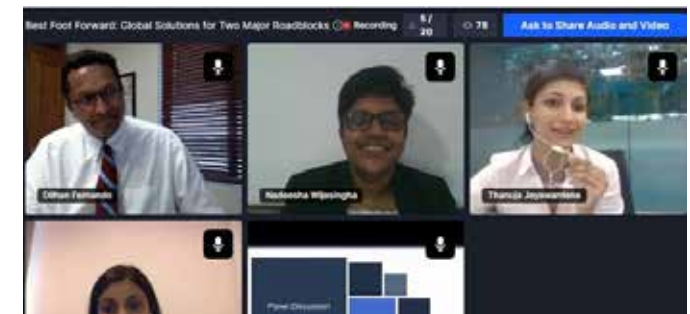 Best Foot Forward: Global Solutions for Two Major Roadblocks
Recording
5 /
20
78
Ask to Share Audio and Video
Dilhan Fernando
Nadeesha Wijesingha
Thanuja Jayawardena
Panel Discussion